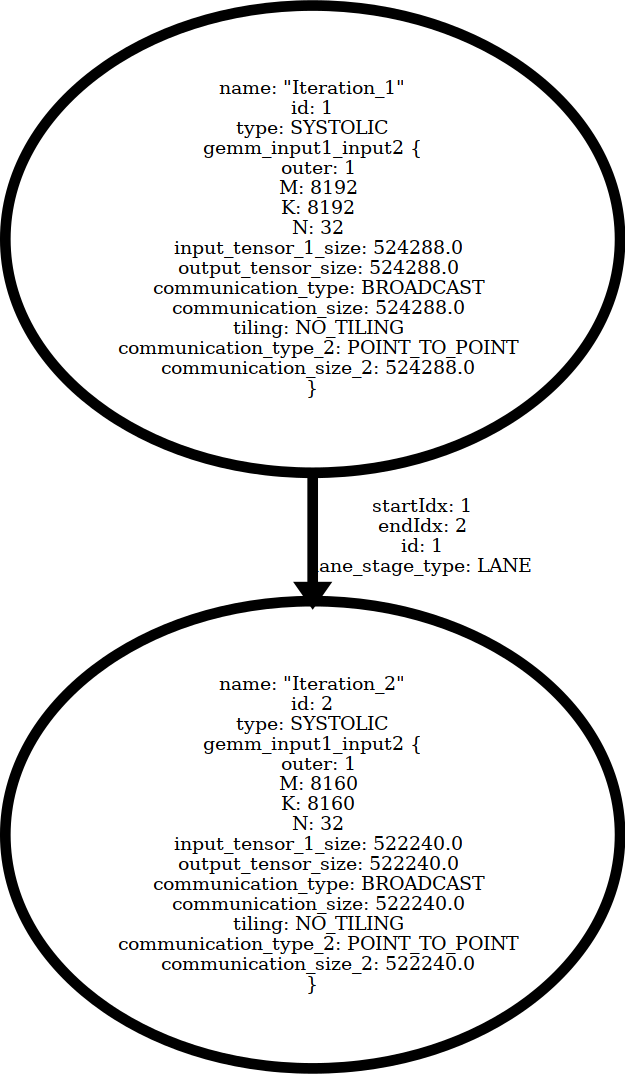 name: "Iteration_1"
id: 1
type: SYSTOLIC
gemm_input1_input2 {
outer: 1
M: 8192
K: 8192
N: 32
input_tensor_1_size: 524288.0
output_tensor_size: 524288.0
communication_type: BROADCAST
communication_size: 524288.0
tiling: NO_TILING
communication_type_2: POINT_TO_POINT
communication_size_2: 524288.0
}
startIdx: 1
endIdx: 2
id: 1
lane_stage_type: LANE
name: "Iteration_2"
id: 2
type: SYSTOLIC
gemm_input1_input2 {
outer: 1
M: 8160
K: 8160
N: 32
input_tensor_1_size: 522240.0
output_tensor_size: 522240.0
communication_type: BROADCAST
communication_size: 522240.0
tiling: NO_TILING
communication_type_2: POINT_TO_POINT
communication_size_2: 522240.0
}